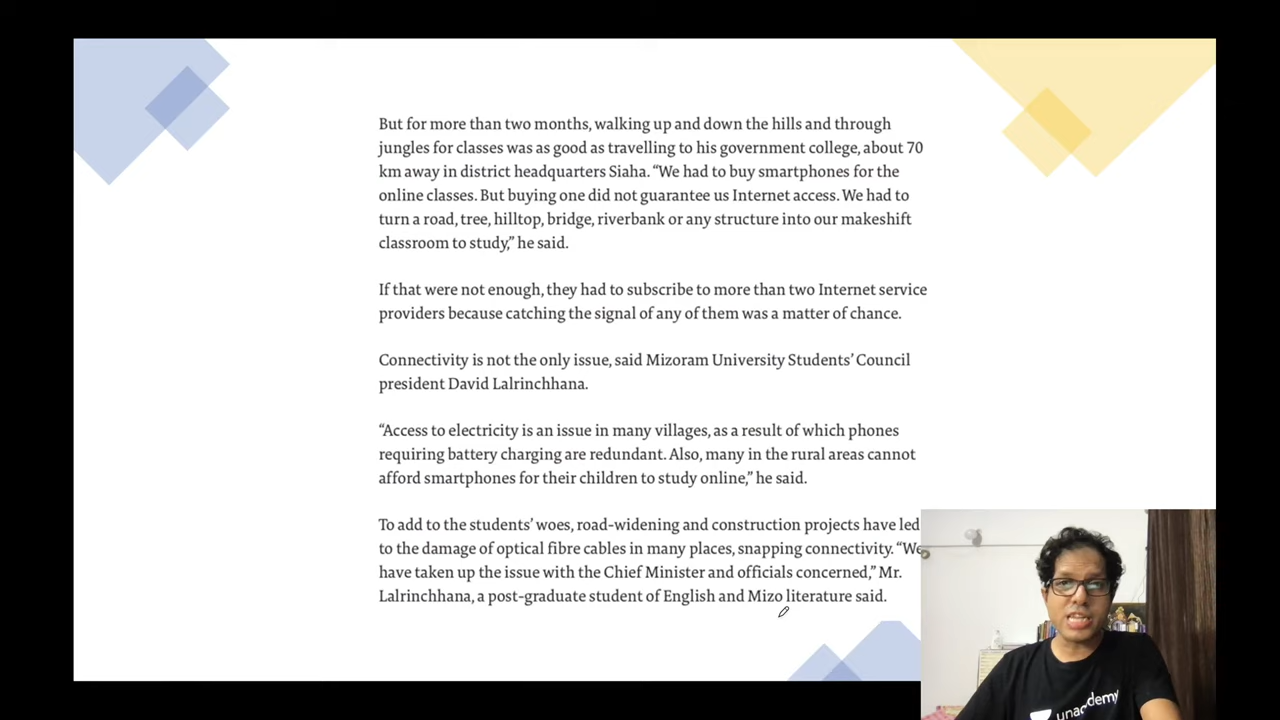 But for more than two months, walking up and down the hills and through
jungles for classes was as good as travelling to his government college, about 70
km away in district headquarters Siaha. “We had to buy smartphones for the
online classes. But buying one did not guarantee us Internet access. We had to
turn a road, tree, hilltop, bridge, riverbank or any structure into our makeshift
classroom to study,” he said.
If that were not enough, they had to subscribe to more than two Internet service
providers because catching the signal of any of them was a matter of chance.
Connectivity is not the only issue, said Mizoram University Students’ Council
president David Lalrinchhana.
“Access to electricity is an issue in many villages, as a result of which phones
requiring battery charging are redundant. Also, many in the rural areas cannot
afford smartphones for their children to study online,” he said.
To add to the students’ woes, road-widening and construction projects have led
to the damage of optical fibre cables in many places, snapping connectivity. “We
have taken up the issue with the Chief Minister and officials concerned,” Mr.
Lalrinchhana, a post-graduate student of English and Mizo literature said.
unacademy